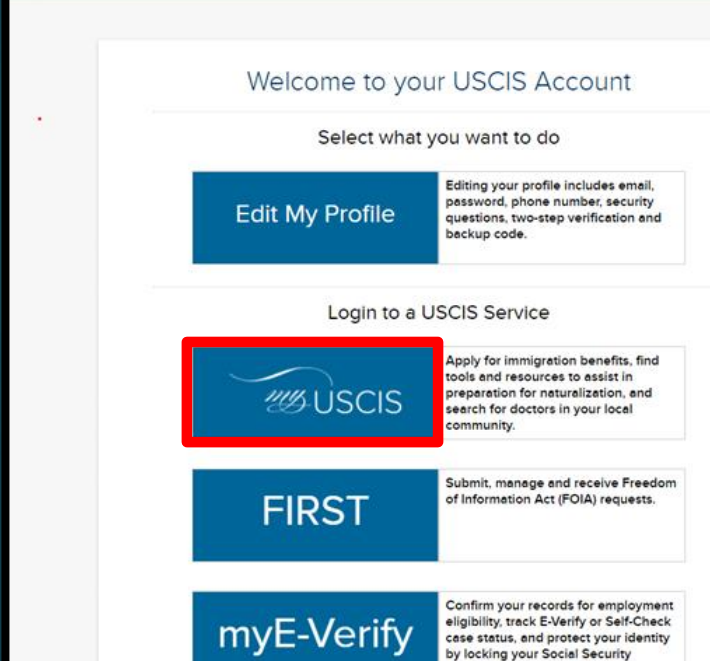 Welcome to your USCIS Account
Select what you want to do
Edit My Profile
Editing your profile includes email,
password, phone number, security
questions, two-step verification and
backup code.
Login to a USCIS Service
my USCIS
Apply for immigration benefits, find
tools and resources to assist in
preparation for naturalization, and
search for doctors in your local
community.
FIRST
Submit, manage and receive Freedom
of Information Act (FOIA) requests.
myE-Verify
Confirm your records for employment
eligibility, track E-Verify or Self-Check
case status, and protect your identity
by locking your Social Security